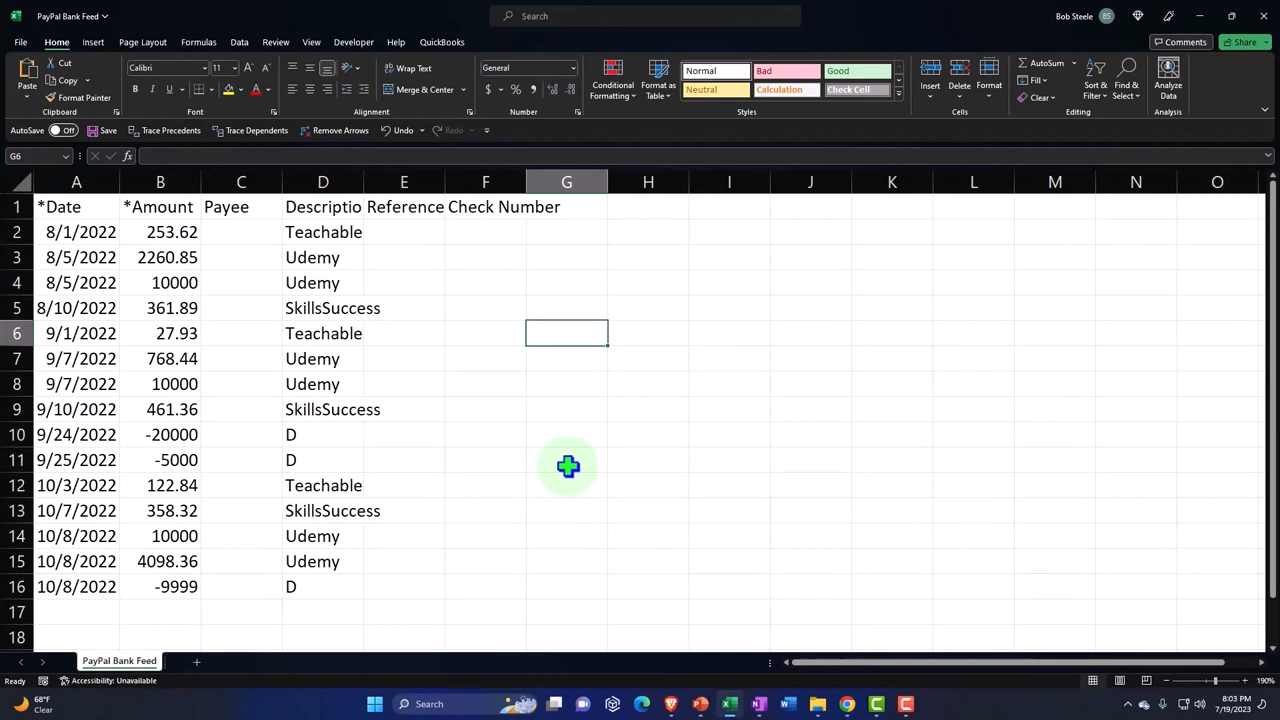 PayPal Bank Feed
Search
Bob Steele BS
File Home Insert Page Layout Formulas Data Review View Developer Help QuickBooks Comments Share
Paste Cut Copy Format Painter Clipboard
Calibri 11 B I U A Font
Wrap Text Merge & Center Alignment
General $ % Number
Conditional Formatting Format as Table Normal Bad Good Neutral Calculation Check Cell Styles
Insert Delete Format Cells
AutoSum Fill Clear Sort & Filter Find & Select Editing
Analyze Data Analysis
AutoSave Off Save Trace Precedents Trace Dependents Remove Arrows Undo Redo
G6 fx
A B C D E F G H I J K L M N O
1 *Date *Amount Payee Descriptio Reference Check Number
2 8/1/2022 253.62 Teachable
3 8/5/2022 2260.85 Udemy
4 8/5/2022 10000 Udemy
5 8/10/2022 361.89 SkillsSuccess
6 9/1/2022 27.93 Teachable
7 9/7/2022 768.44 Udemy
8 9/7/2022 10000 Udemy
9 9/10/2022 461.36 SkillsSuccess
10 9/24/2022 -20000 D
11 9/25/2022 -5000 D
12 10/3/2022 122.84 Teachable
13 10/7/2022 358.32 SkillsSuccess
14 10/8/2022 10000 Udemy
15 10/8/2022 4098.36 Udemy
16 10/8/2022 -9999 D
17
18
PayPal Bank Feed
Ready Accessibility: Unavailable 190%
68°F Clear
Search
8:03 PM
7/19/2023